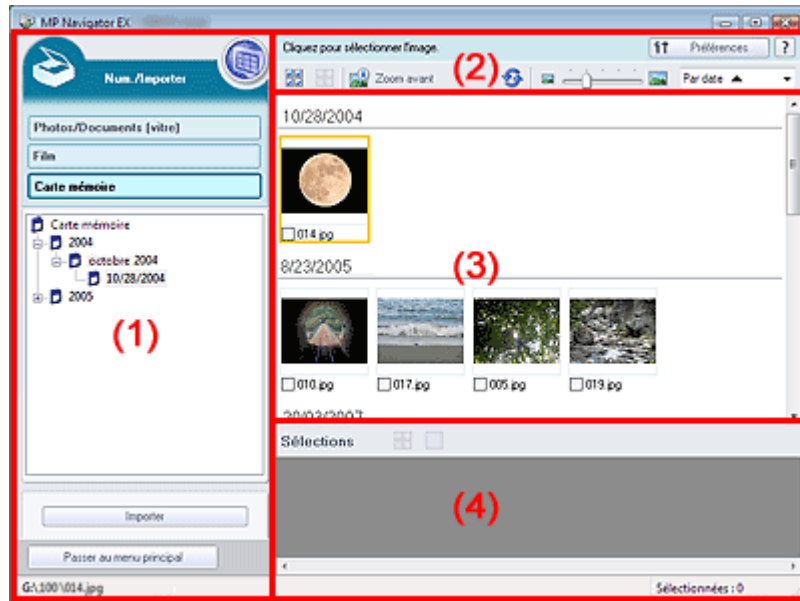 MP Navigator EX
Num./Importer
Photos/Documents (vitre)
Film
Carte mémoire
Carte mémoire
2004
octobre 2004
10/28/2004
2005
(1)
Importer
Passer au menu principal
G:\100\014.jpg
Cliquez pour sélectionner l'image.
Préférences
?
Zoom avant
(2)
Par date
10/28/2004
014.jpg
8/23/2005
(3)
010.jpg
017.jpg
005.jpg
019.jpg
20/03/2007
Sélections
(4)
Sélectionnées : 0